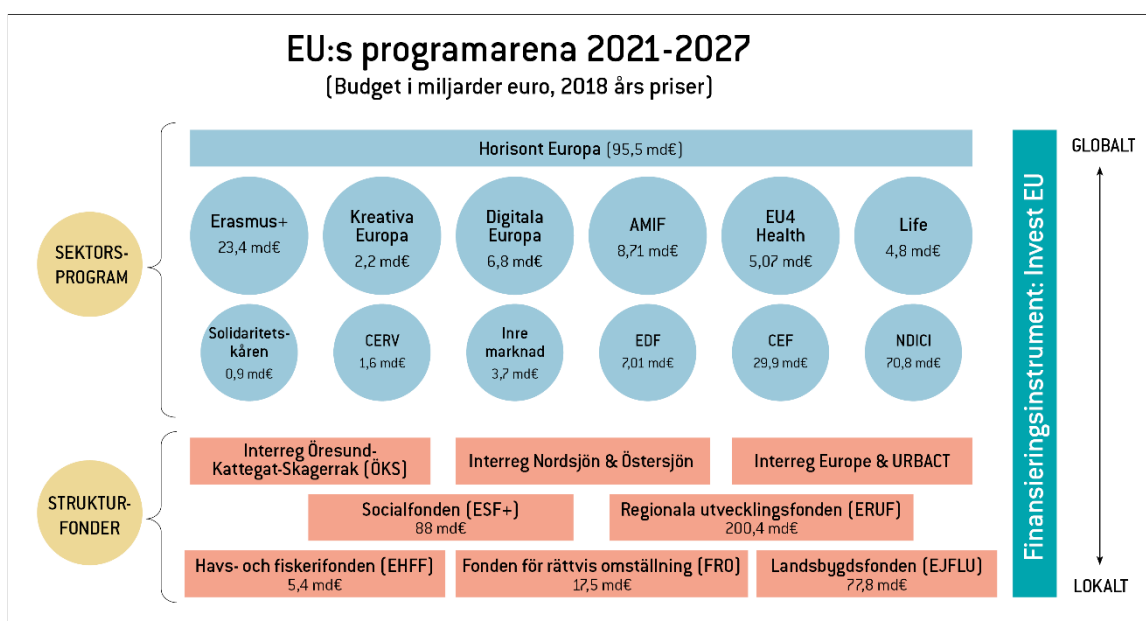 EU:s programarena 2021-2027
(Budget i miljarder euro, 2018 års priser)
SEKTORS-
PROGRAM
Horisont Europa (95,5 md€)
Erasmus+
23,4 md€
Kreativa
Europa
2,2 md€
Digitala
Europa
6,8 md€
AMIF
8,71 md€
EU4
Health
5,07 md€
Life
4,8 md€
Solidaritets-
kåren
0,9 md€
CERV
1,6 md€
Inre
marknad
3,7 md€
EDF
7,01 md€
CEF
29,9 md€
NDICI
70,8 md€
STRUKTUR-
FONDER
Interreg Öresund-
Kattegat-Skagerrak (ÖKS)
Interreg Nordsjön & Östersjön
Interreg Europe & URBACT
Socialfonden (ESF+)
88 md€
Regionala utvecklingsfonden (ERUF)
200,4 md€
Havs- och fiskerifonden (EHFF)
5,4 md€
Fonden för rättvis omställning (FRO)
17,5 md€
Landsbygdsfonden (EJFLU)
77,8 md€
Finansieringsinstrument: Invest EU
GLOBALT
LOKALT